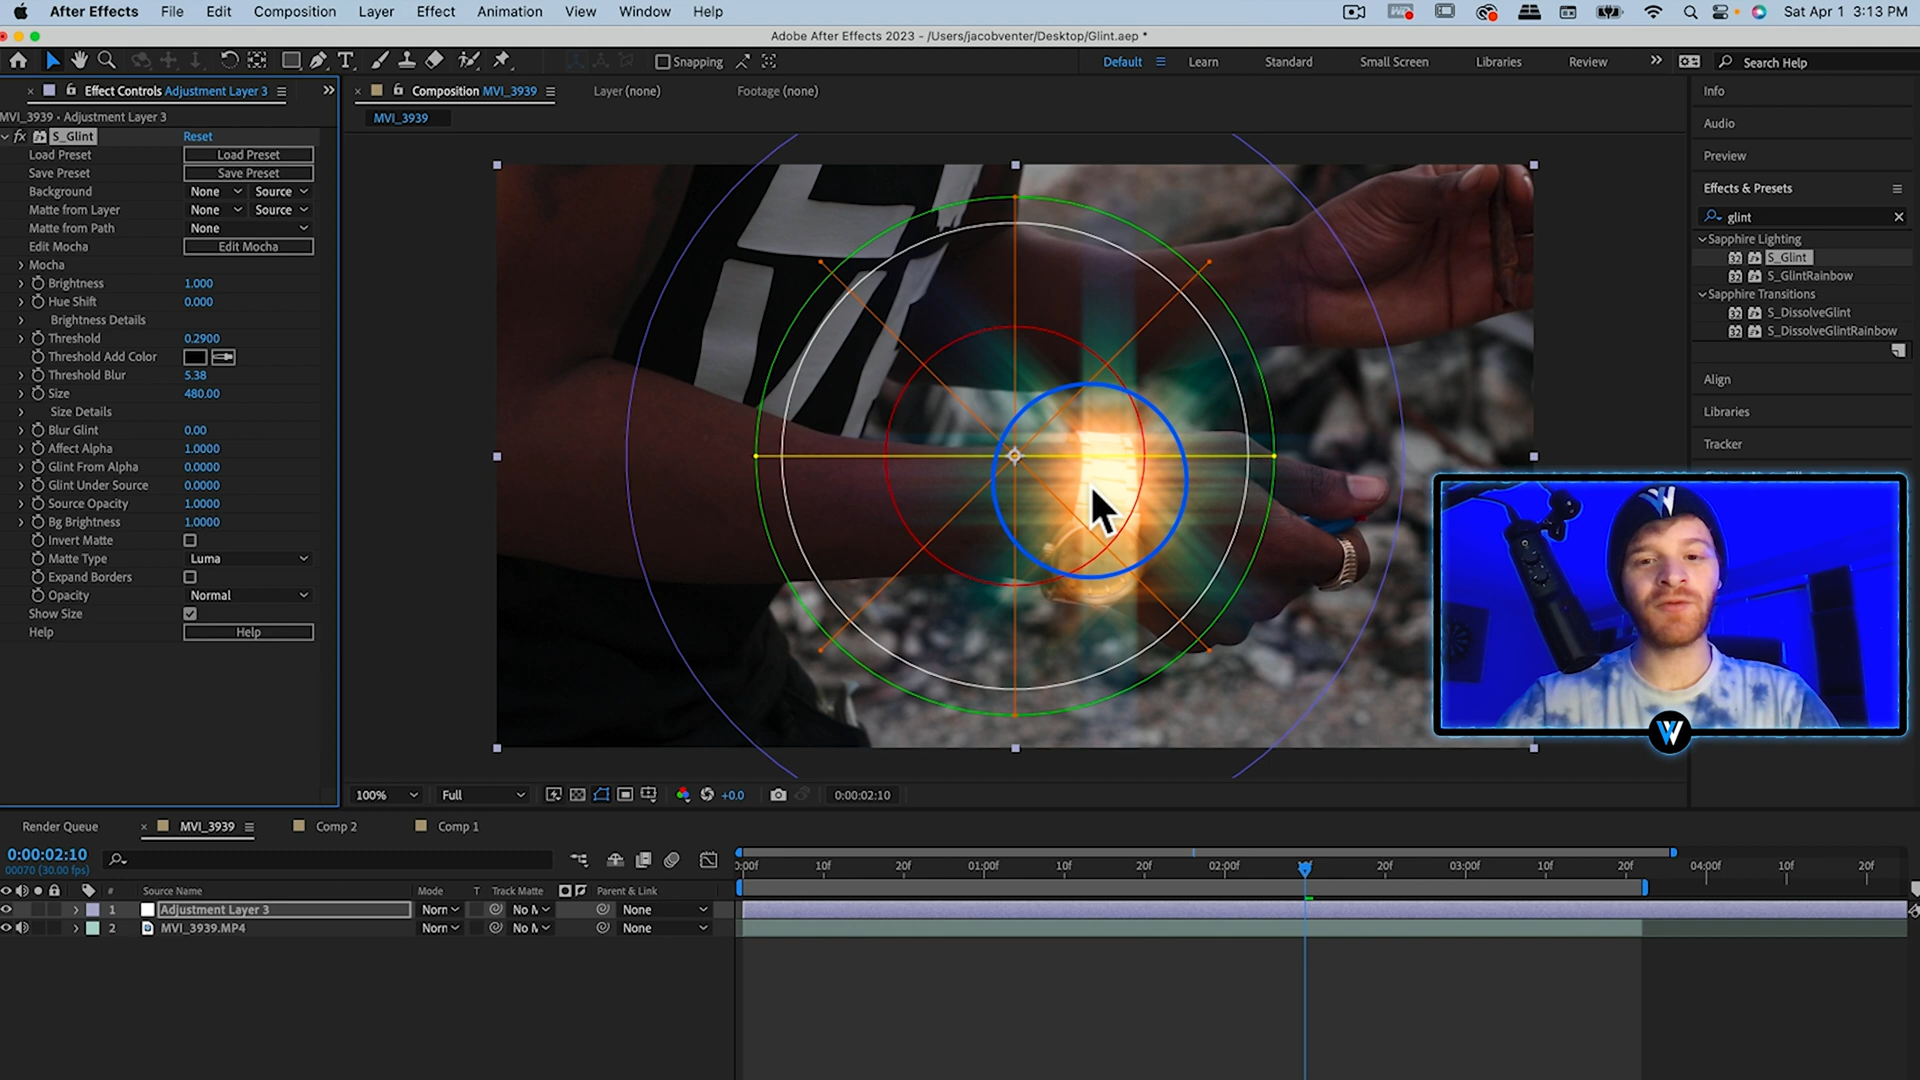 After Effects File Edit Composition Layer Effect Animation View Window Help Sat Apr 1 3:13 PM
Adobe After Effects 2023 - /Users/jacobventer/Desktop/Glint.aep *
Snapping Default Learn Standard Small Screen Libraries Review Search Help
Effect Controls Adjustment Layer 3
Composition MVI_3939
Layer (none)
Footage (none)
MVI_3939 • Adjustment Layer 3
MVI_3939
fx S_Glint Reset
Load Preset Load Preset
Save Preset Save Preset
Background None Source
Matte from Layer None Source
Matte from Path None
Edit Mocha Edit Mocha
Mocha
Brightness 1.000
Hue Shift 0.000
Brightness Details
Threshold 0.2900
Threshold Add Color
Threshold Blur 5.38
Size 480.00
Size Details
Blur Glint 0.00
Affect Alpha 1.0000
Glint From Alpha 0.0000
Glint Under Source 0.0000
Source Opacity 1.0000
Bg Brightness 1.0000
Invert Matte
Matte Type Luma
Expand Borders
Opacity Normal
Show Size
Help Help
Info
Audio
Preview
Effects & Presets
glint
Sapphire Lighting
S_Glint
S_GlintRainbow
Sapphire Transitions
S_DissolveGlint
S_DissolveGlintRainbow
Align
Libraries
Tracker
100% Full +0.0 0:00:02:10
Render Queue MVI_3939 Comp 2 Comp 1
0:00:02:10
00070 (30.00 fps)
0:00f 10f 20f 01:00f 10f 20f 02:00f 20f 03:00f 10f 20f 04:00f 10f 20f
# Source Name Mode T Track Matte Parent & Link
1 Adjustment Layer 3 Norm No M None
2 MVI_3939.MP4 Norm No M None